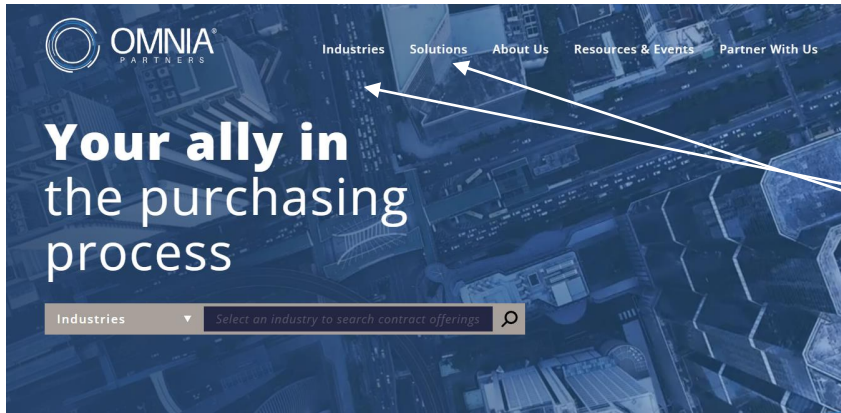 OMNIA®
PARTNERS
Industries Solutions About Us Resources & Events Partner With Us
Your ally in
the purchasing
process
Industries Select an industry to search contract offerings